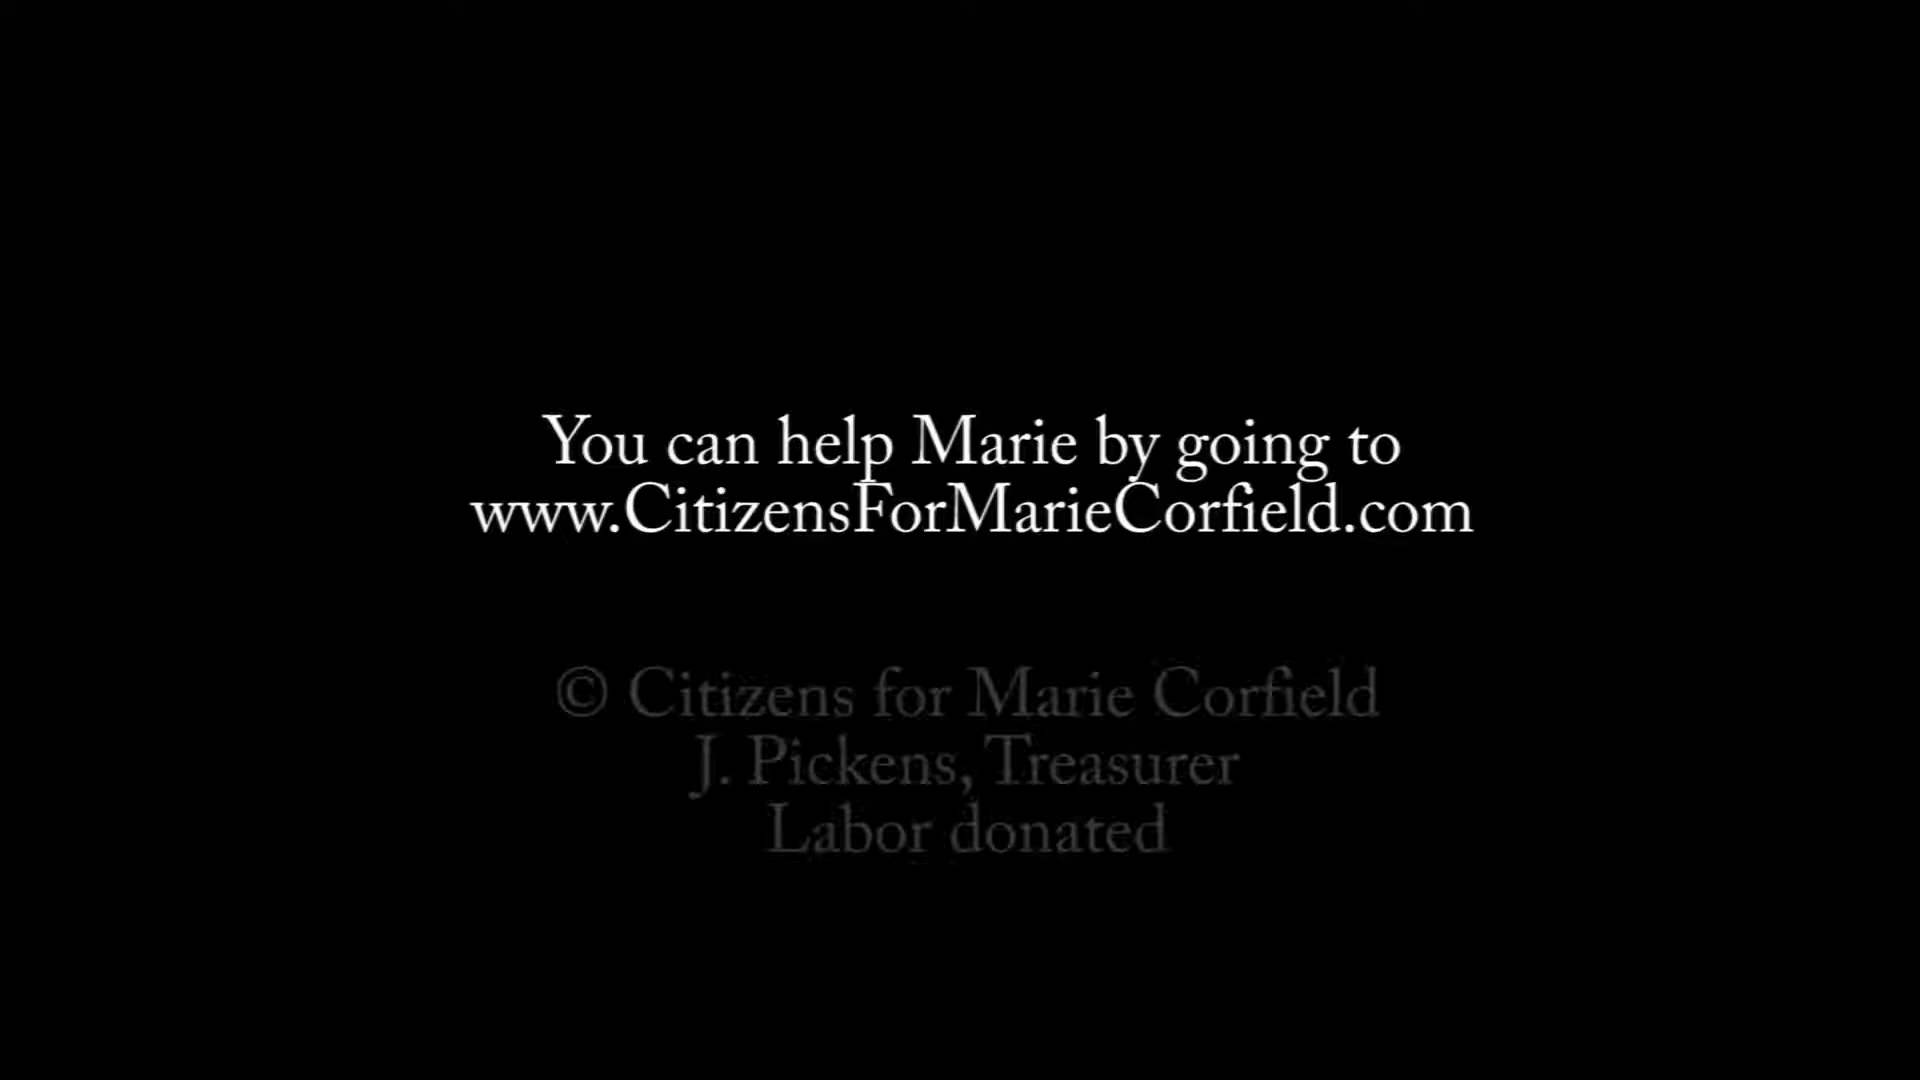 You can help Marie by going to
www.CitizensForMarieCorfield.com
© Citizens for Marie Corfield
J. Pickens, Treasurer
Labor donated